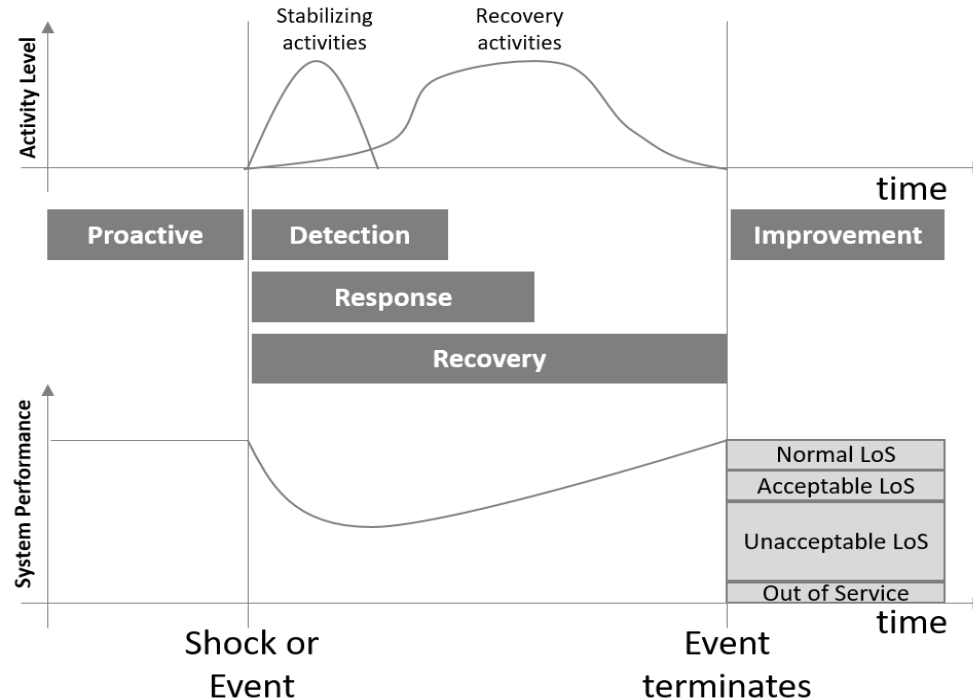 Stabilizing
activities
Recovery
activities
Activity Level
time
Proactive
Detection
Improvement
Response
Recovery
System Performance
Normal LoS
Acceptable LoS
Unacceptable LoS
Out of Service
time
Shock or
Event
Event
terminates